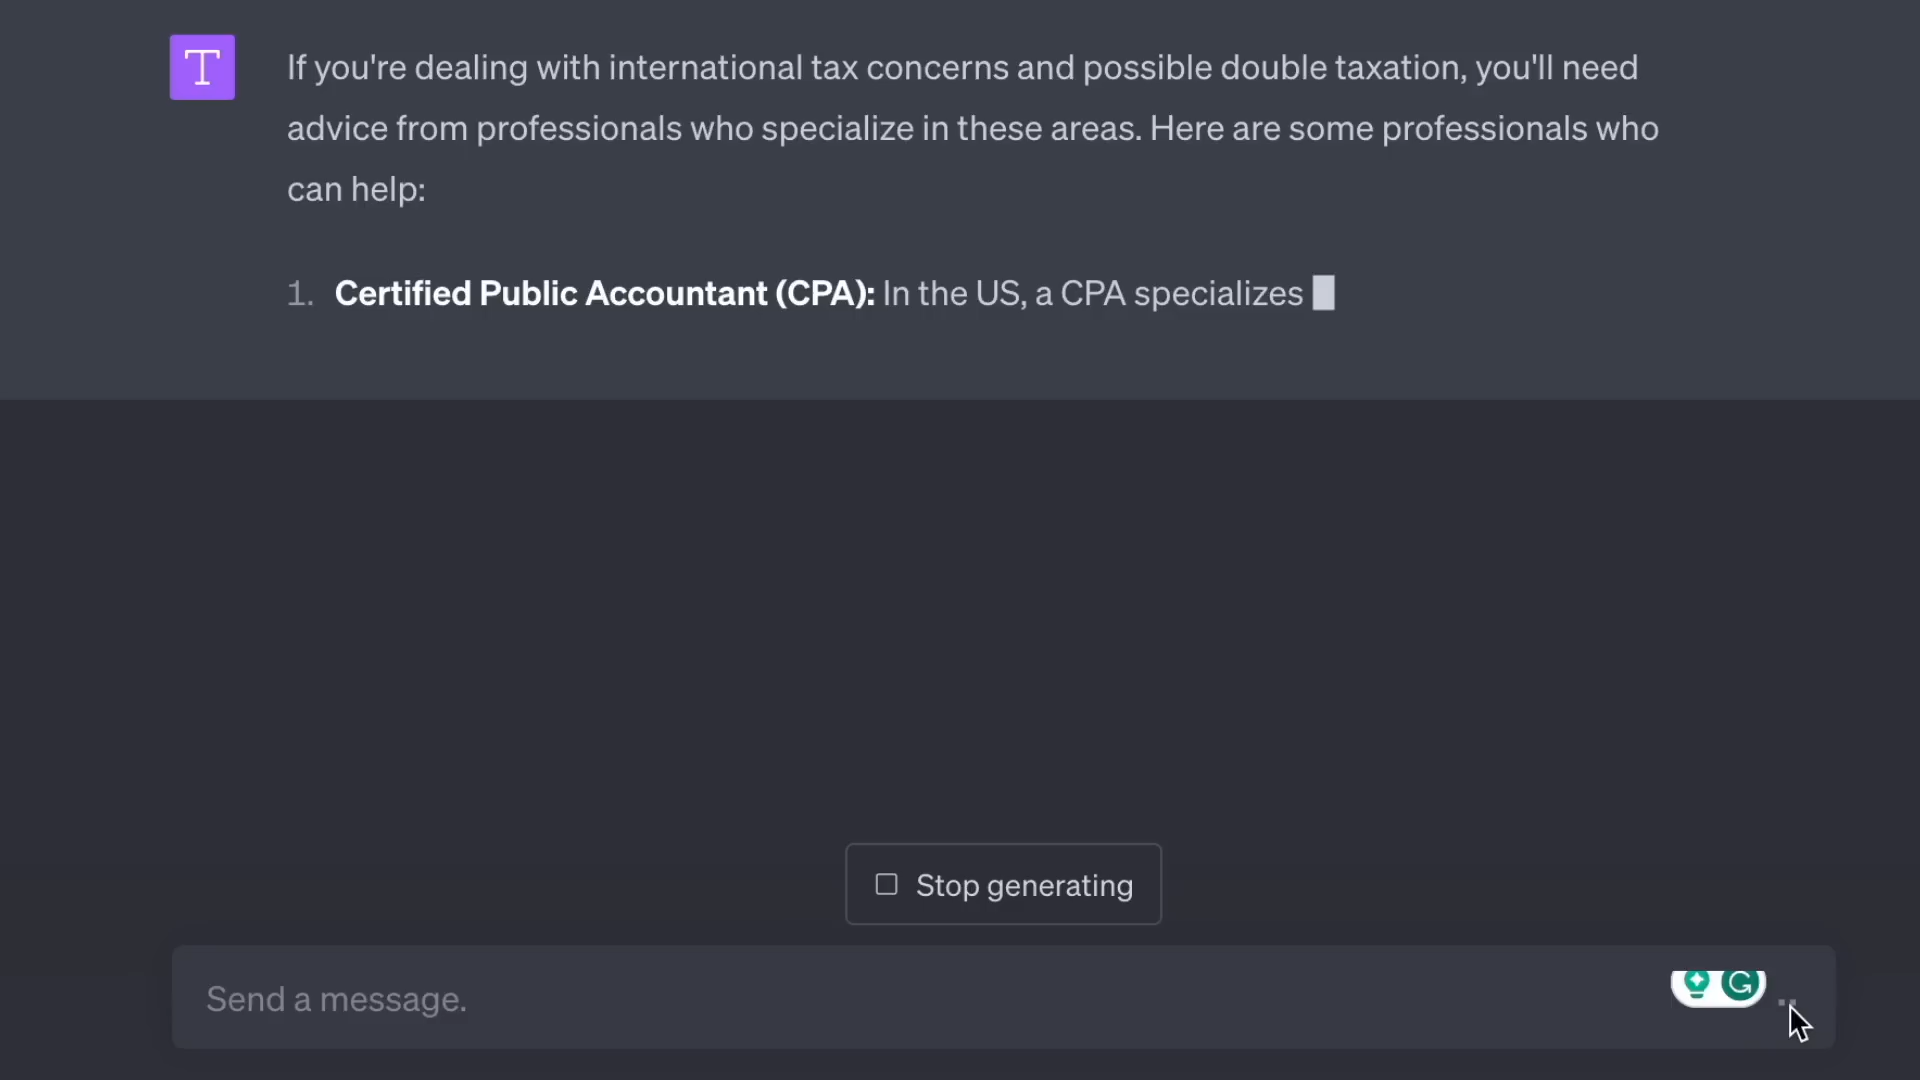 T
If you're dealing with international tax concerns and possible double taxation, you'll need
advice from professionals who specialize in these areas. Here are some professionals who
can help:
1. Certified Public Accountant (CPA): In the US, a CPA specializes
Stop generating
Send a message.